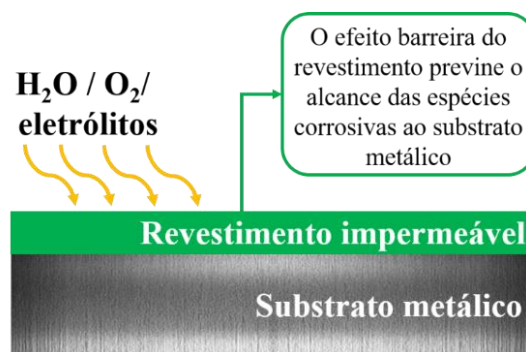 O efeito barreira do
revestimento previne o
alcance das espécies
corrosivas ao substrato
metálico
H₂O / O₂/
eletrólitos
Revestimento impermeável
Substrato metálico